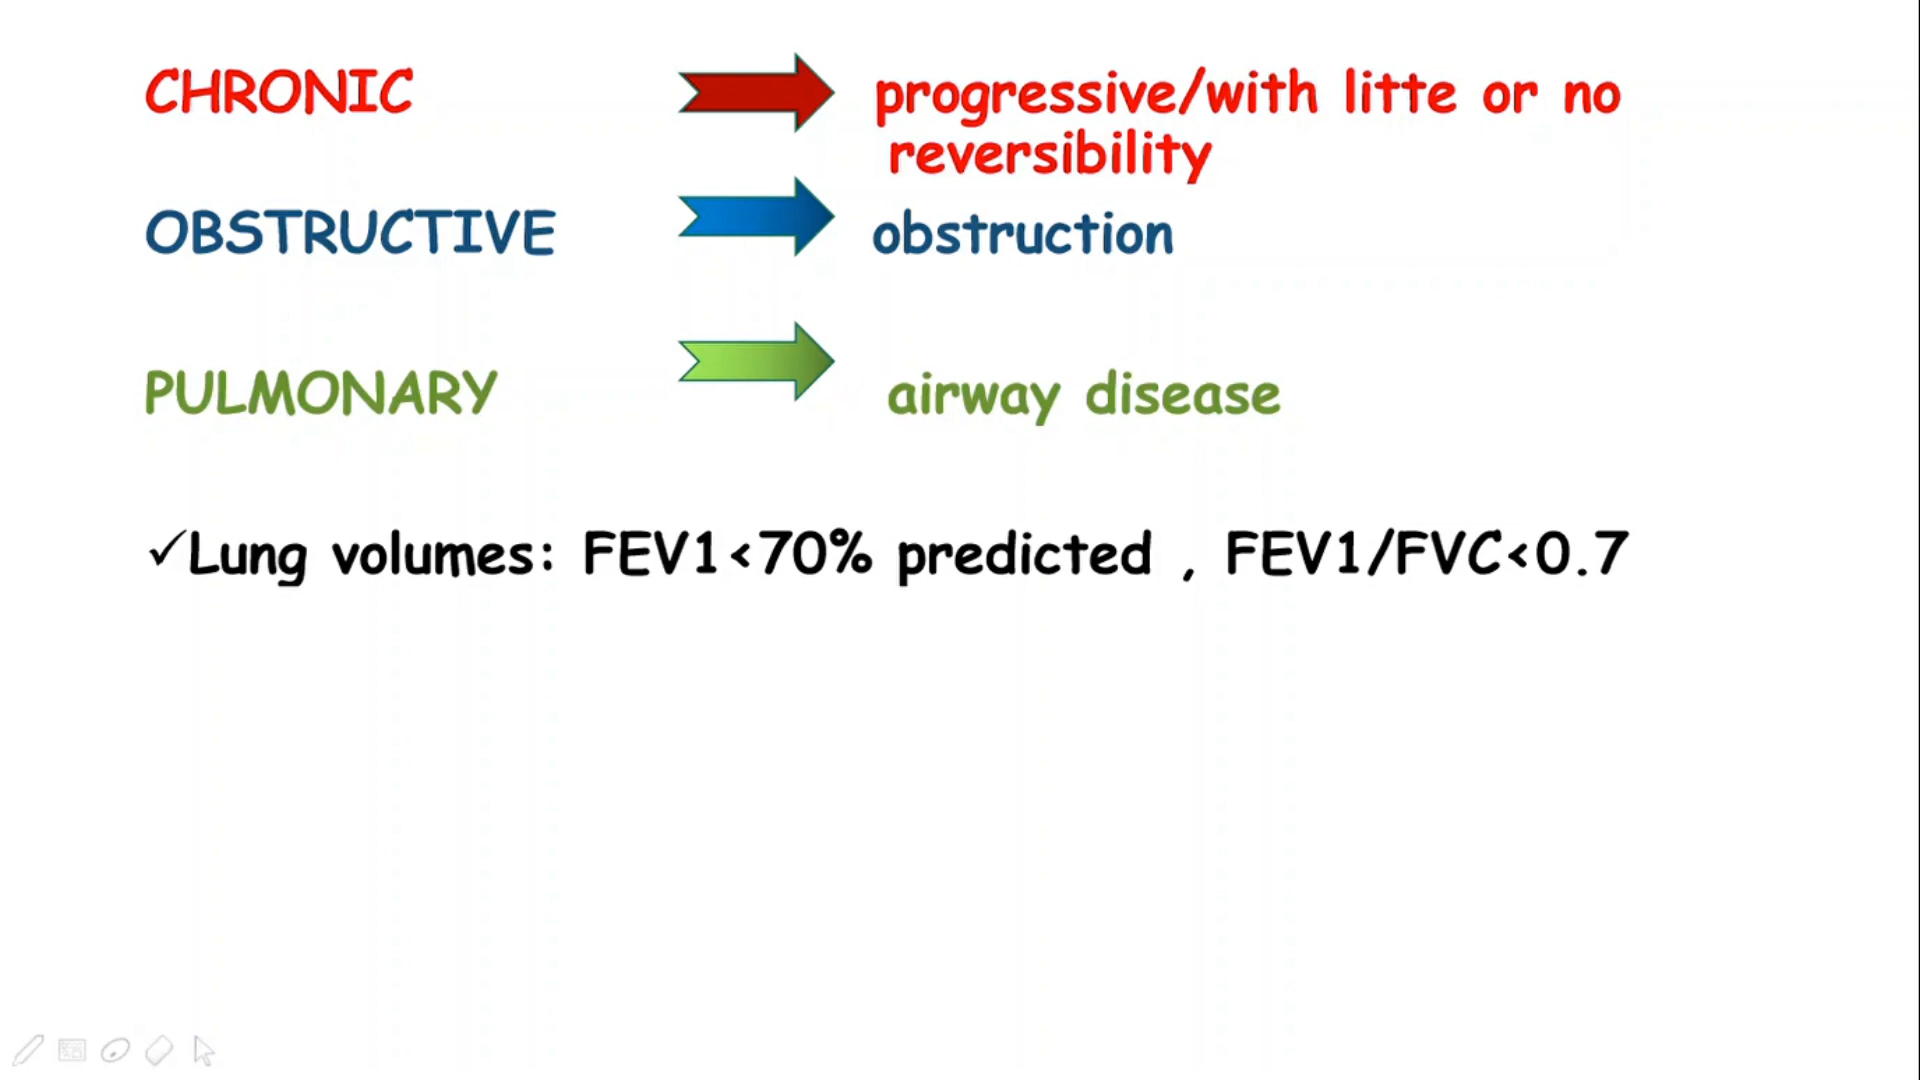 CHRONIC progressive/with litte or no
reversibility
OBSTRUCTIVE obstruction
PULMONARY airway disease
✓Lung volumes: FEV1<70% predicted , FEV1/FVC<0.7